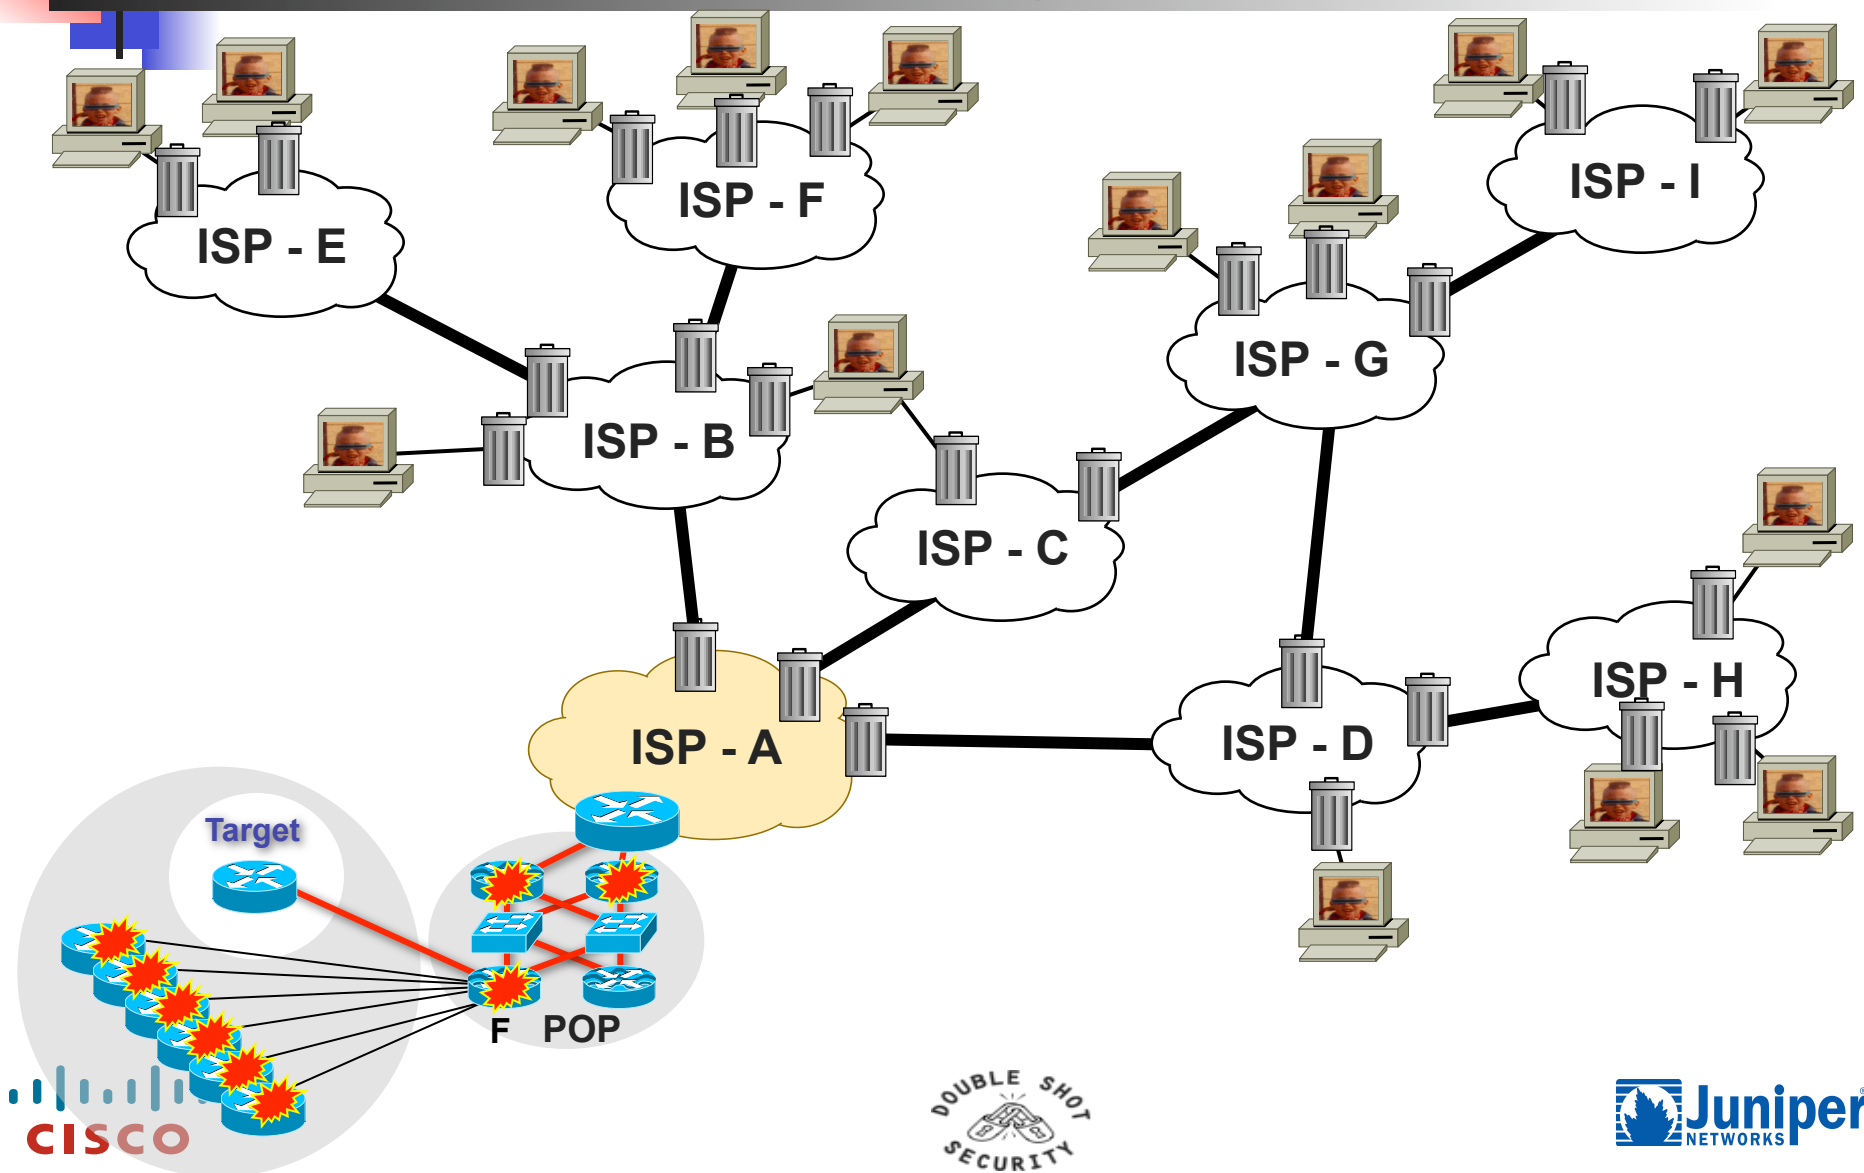 ISP - E
ISP - F
ISP - I
ISP - G
ISP - B
ISP - C
ISP - H
ISP - A
ISP - D
Target
F
POP
CISCO
DOUBLE SHOT
SECURITY
Juniper
NETWORKS